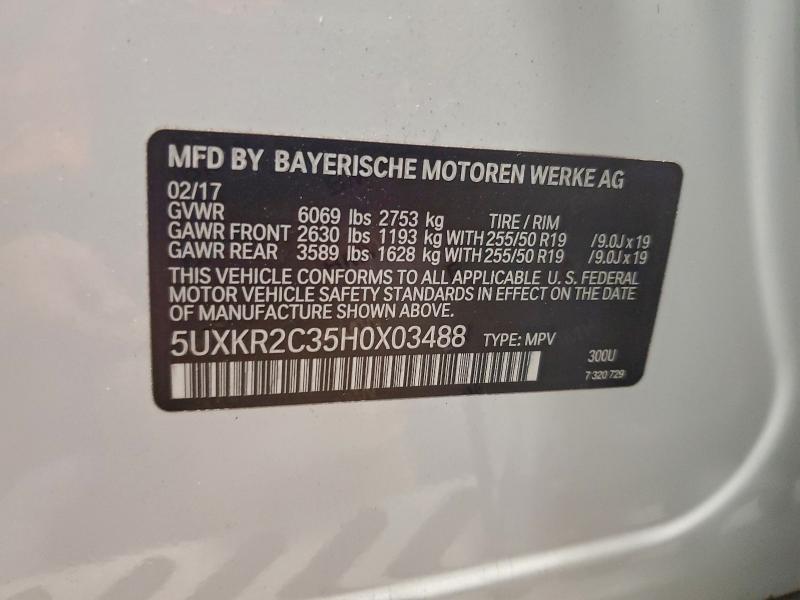 MFD BY BAYERISCHE MOTOREN WERKE AG
02/17
GVWR 6069 lbs 2753 kg TIRE / RIM
GAWR FRONT 2630 lbs 1193 kg WITH 255/50 R19 /9.0J x 19
GAWR REAR 3589 lbs 1628 kg WITH 255/50 R19 /9.0J x 19
THIS VEHICLE CONFORMS TO ALL APPLICABLE U. S. FEDERAL
MOTOR VEHICLE SAFETY STANDARDS IN EFFECT ON THE DATE
OF MANUFACTURE SHOWN ABOVE.
5UXKR2C35H0X03488 TYPE: MPV
300U
7 320 729